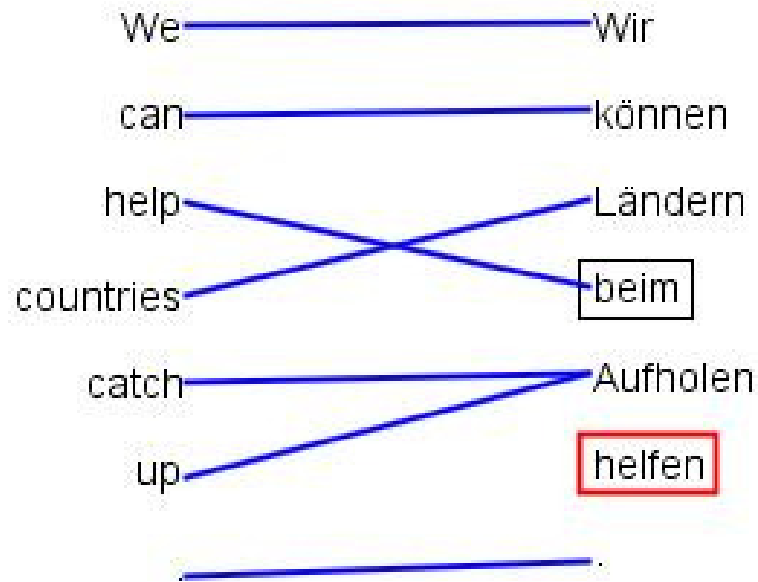 We Wir
can können
help Ländern
countries beim
catch Aufholen
up helfen
. .